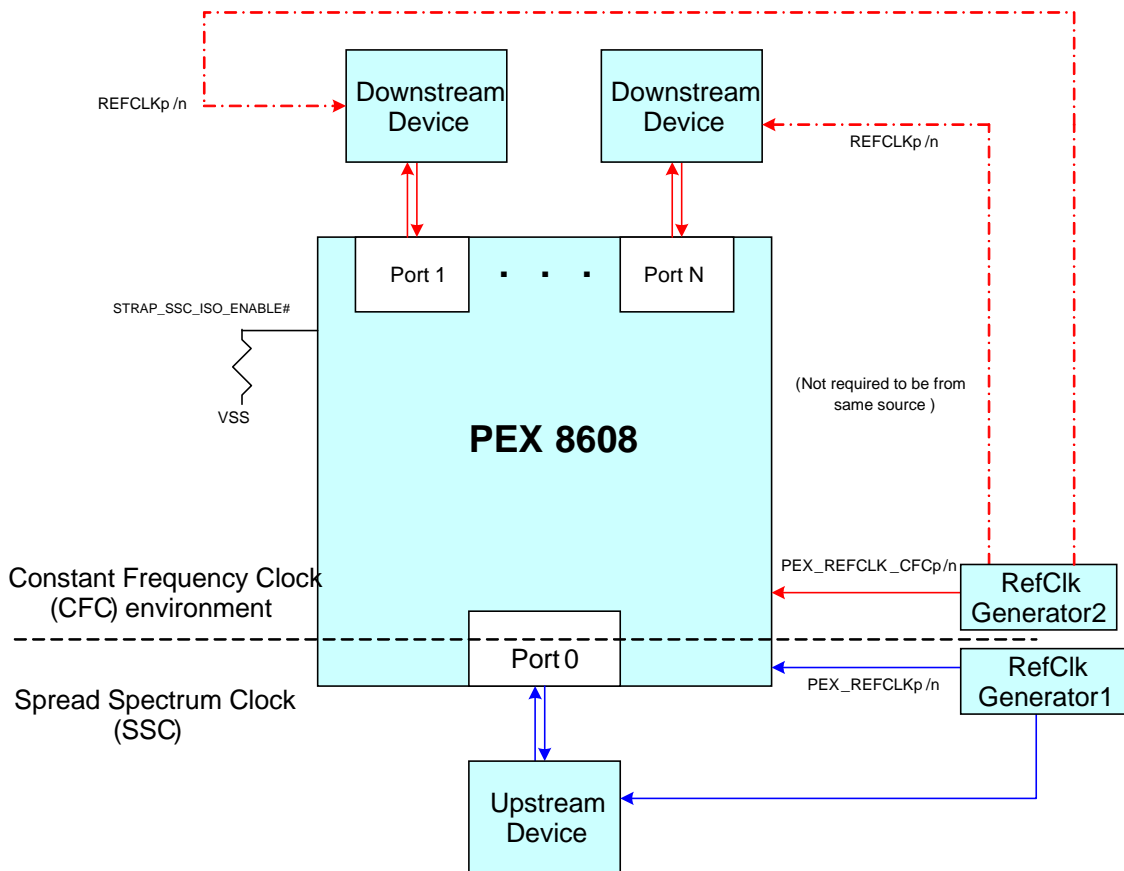 Downstream
Device
Downstream
Device
REFCLKp/n
REFCLKp/n
Port 1
. . .
Port N
STRAP_SSC_ISO_ENABLE#
VSS
(Not required to be from
same source )
PEX 8608
PEX_REFCLK_CFCp/n
RefClk
Generator2
Constant Frequency Clock
(CFC) environment
Port 0
RefClk
Generator1
PEX_REFCLKp/n
Spread Spectrum Clock
(SSC)
Upstream
Device